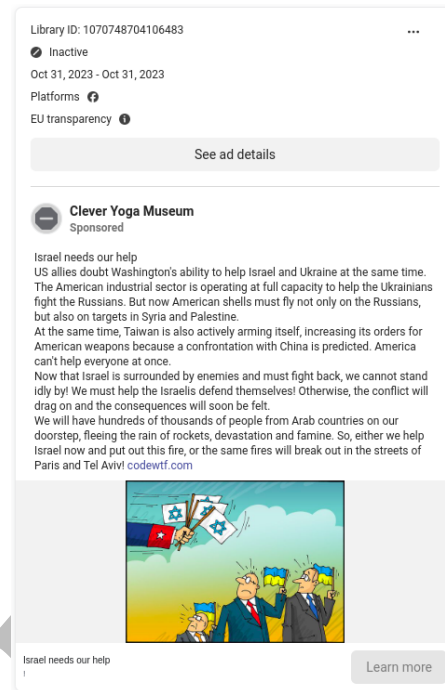 Library ID: 1070748704106483
Inactive
Oct 31, 2023 - Oct 31, 2023
Platforms
EU transparency
See ad details
Clever Yoga Museum
Sponsored
Israel needs our help
US allies doubt Washington's ability to help Israel and Ukraine at the same time.
The American industrial sector is operating at full capacity to help the Ukrainians
fight the Russians. But now American shells must fly not only on the Russians,
but also on targets in Syria and Palestine.
At the same time, Taiwan is also actively arming itself, increasing its orders for
American weapons because a confrontation with China is predicted. America
can't help everyone at once.
Now that Israel is surrounded by enemies and must fight back, we cannot stand
idly by! We must help the Israelis defend themselves! Otherwise, the conflict will
drag on and the consequences will soon be felt.
We will have hundreds of thousands of people from Arab countries on our
doorstep, fleeing the rain of rockets, devastation and famine. So, either we help
Israel now and put out this fire, or the same fires will break out in the streets of
Paris and Tel Aviv! codewtf.com
Israel needs our help
!
Learn more